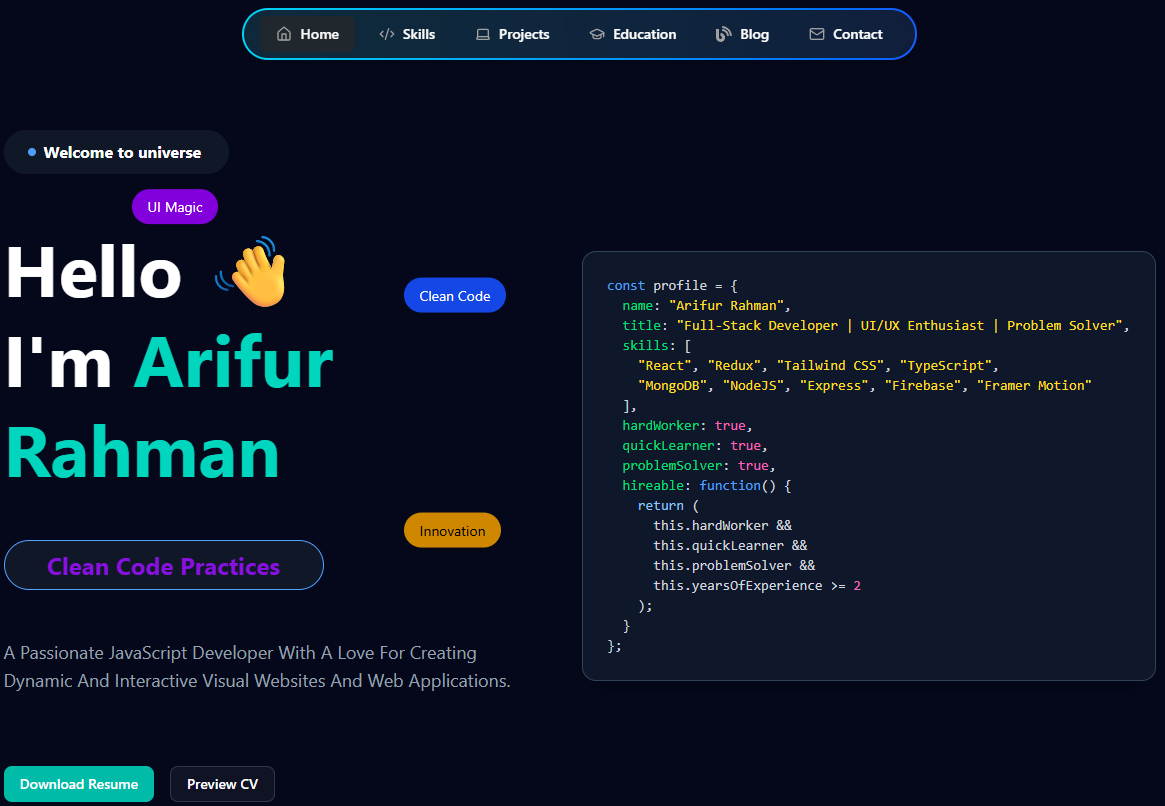 Home Skills Projects Education Blog Contact
Welcome to universe
UI Magic
Hello
Clean Code
I'm Arifur
Rahman
Innovation
Clean Code Practices
A Passionate JavaScript Developer With A Love For Creating
Dynamic And Interactive Visual Websites And Web Applications.
Download Resume Preview CV
const profile = {
  name: "Arifur Rahman",
  title: "Full-Stack Developer | UI/UX Enthusiast | Problem Solver",
  skills: [
    "React", "Redux", "Tailwind CSS", "TypeScript",
    "MongoDB", "NodeJS", "Express", "Firebase", "Framer Motion"
  ],
  hardWorker: true,
  quickLearner: true,
  problemSolver: true,
  hireable: function() {
    return (
      this.hardWorker &&
      this.quickLearner &&
      this.problemSolver &&
      this.yearsOfExperience >= 2
    );
  }
};